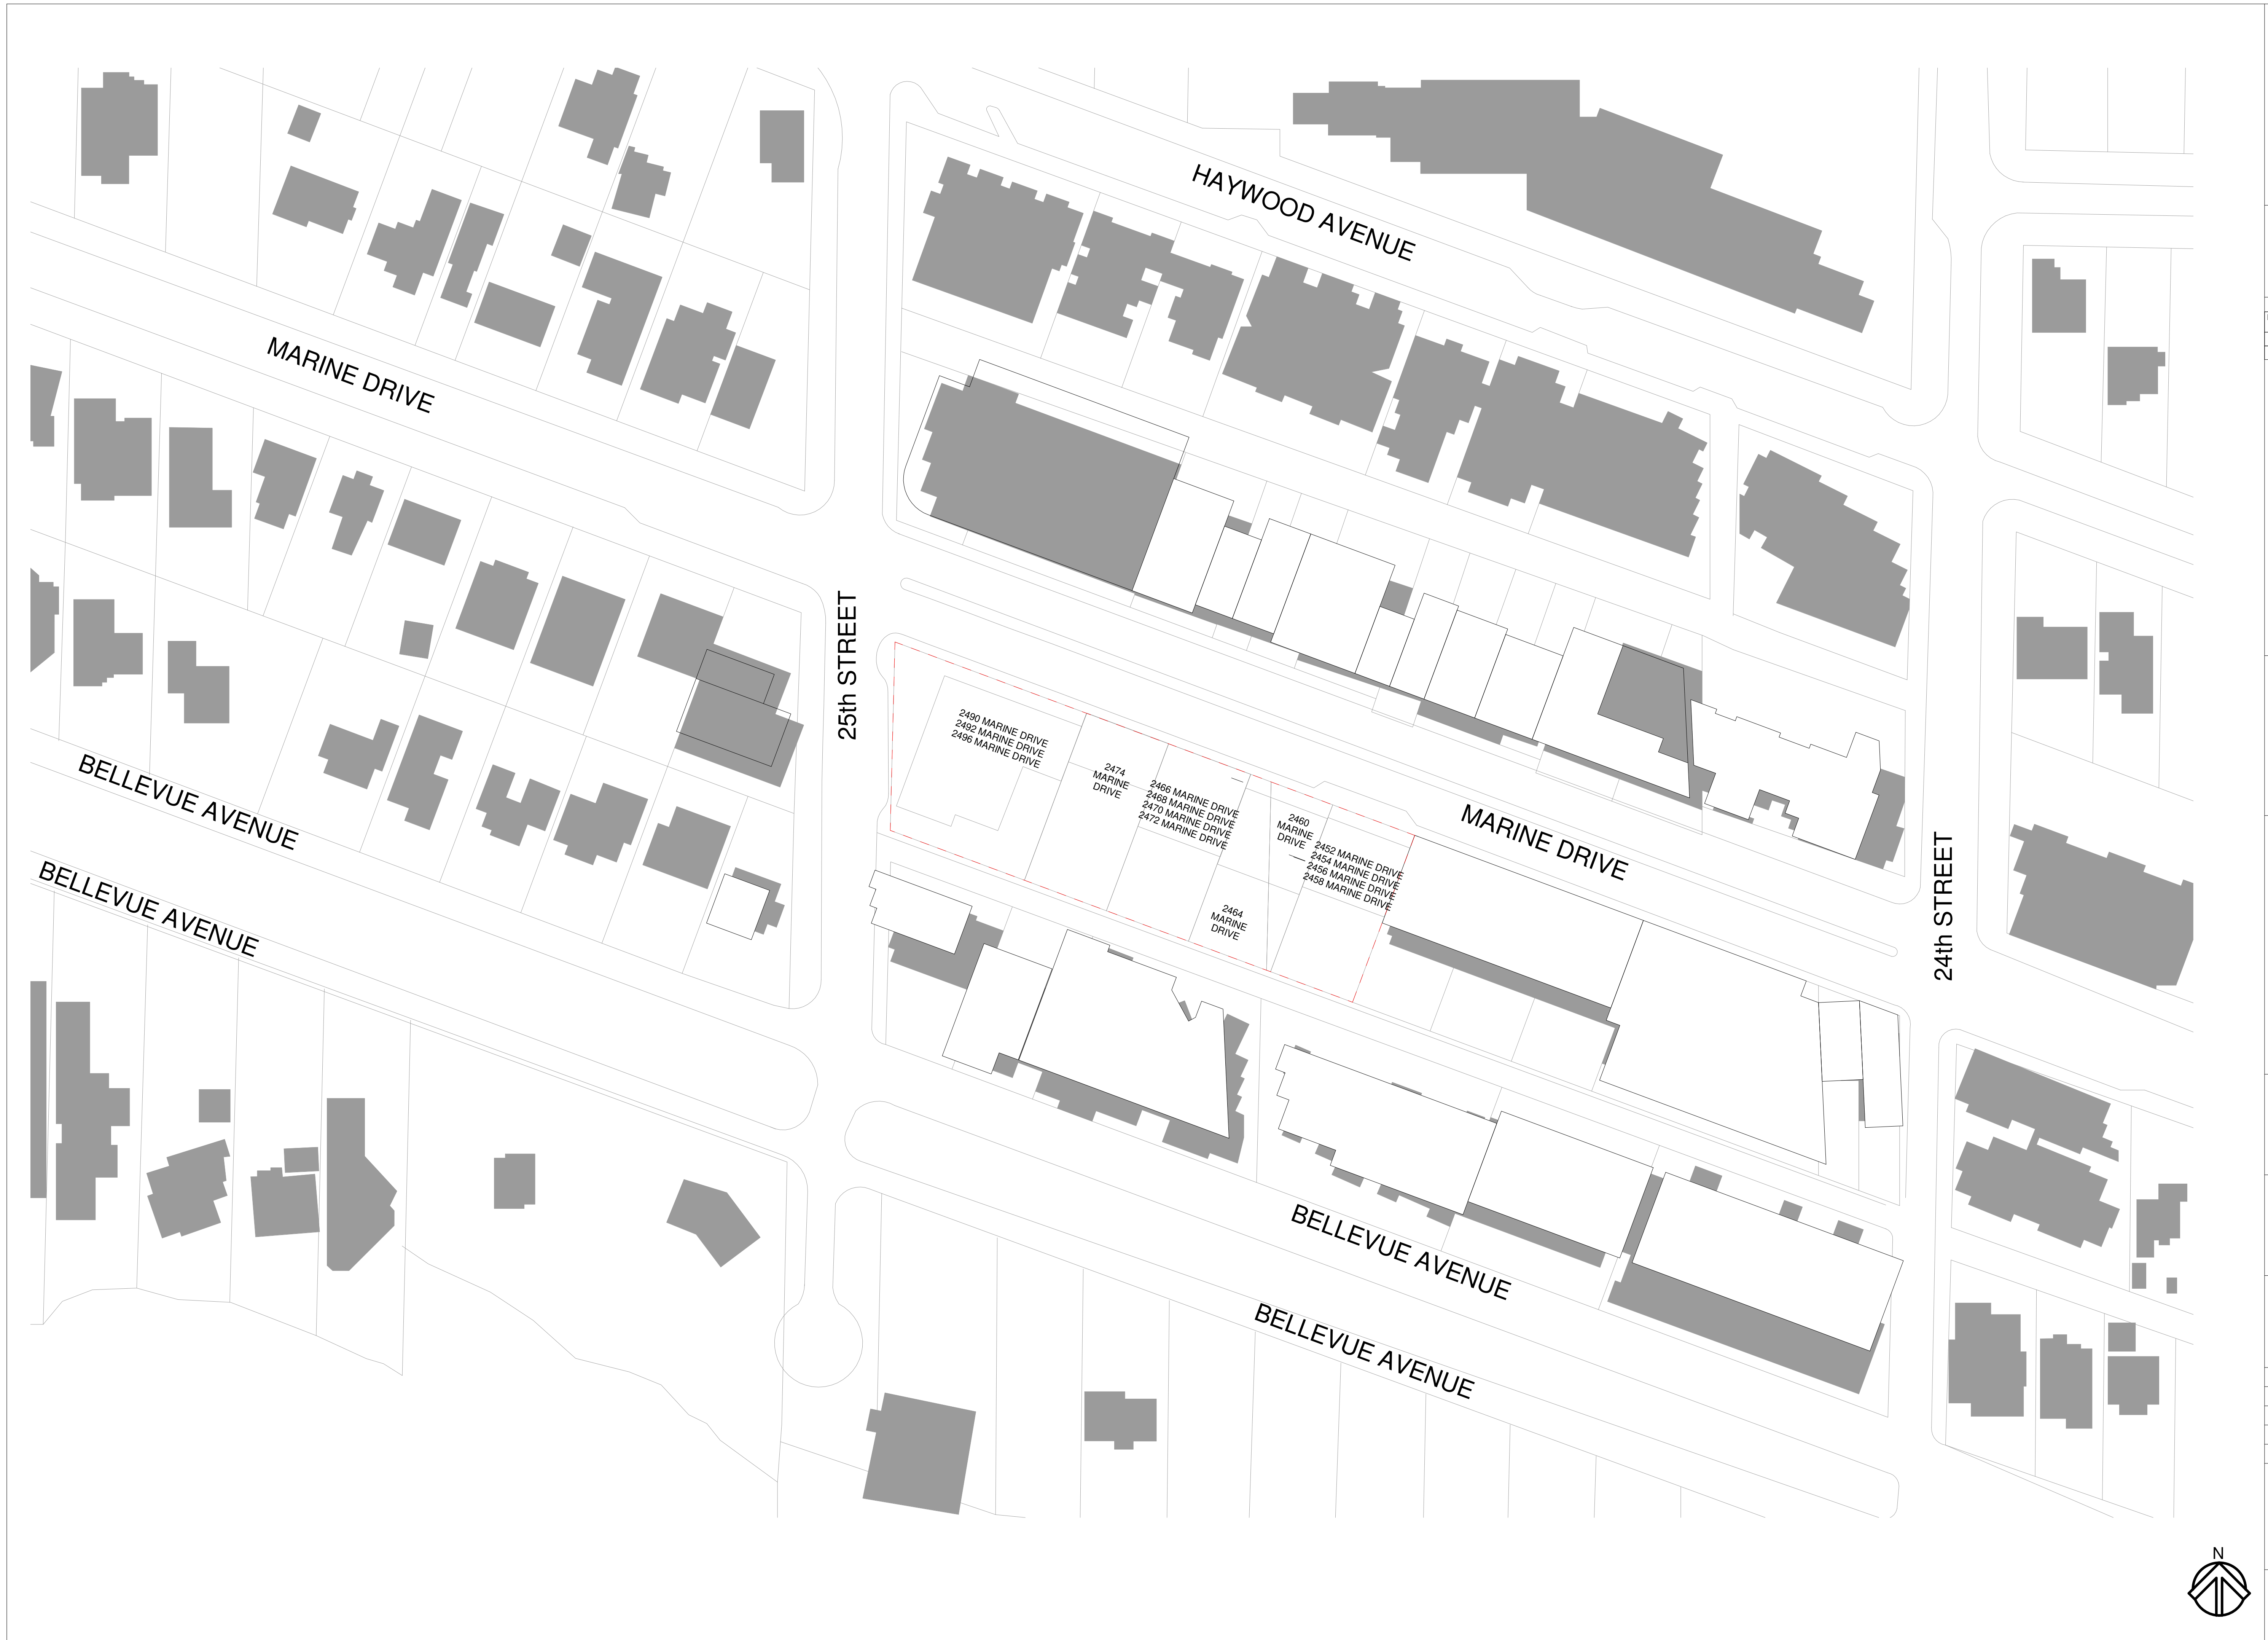 HAYWOOD AVENUE
MARINE DRIVE
25th STREET
2490 MARINE DRIVE
2492 MARINE DRIVE
2496 MARINE DRIVE
2474
MARINE
DRIVE
2466 MARINE DRIVE
2468 MARINE DRIVE
2470 MARINE DRIVE
2472 MARINE DRIVE
2460
MARINE
DRIVE
2452 MARINE DRIVE
2454 MARINE DRIVE
2456 MARINE DRIVE
2458 MARINE DRIVE
2464
MARINE
DRIVE
MARINE DRIVE
24th STREET
BELLEVUE AVENUE
BELLEVUE AVENUE
BELLEVUE AVENUE
BELLEVUE AVENUE
N